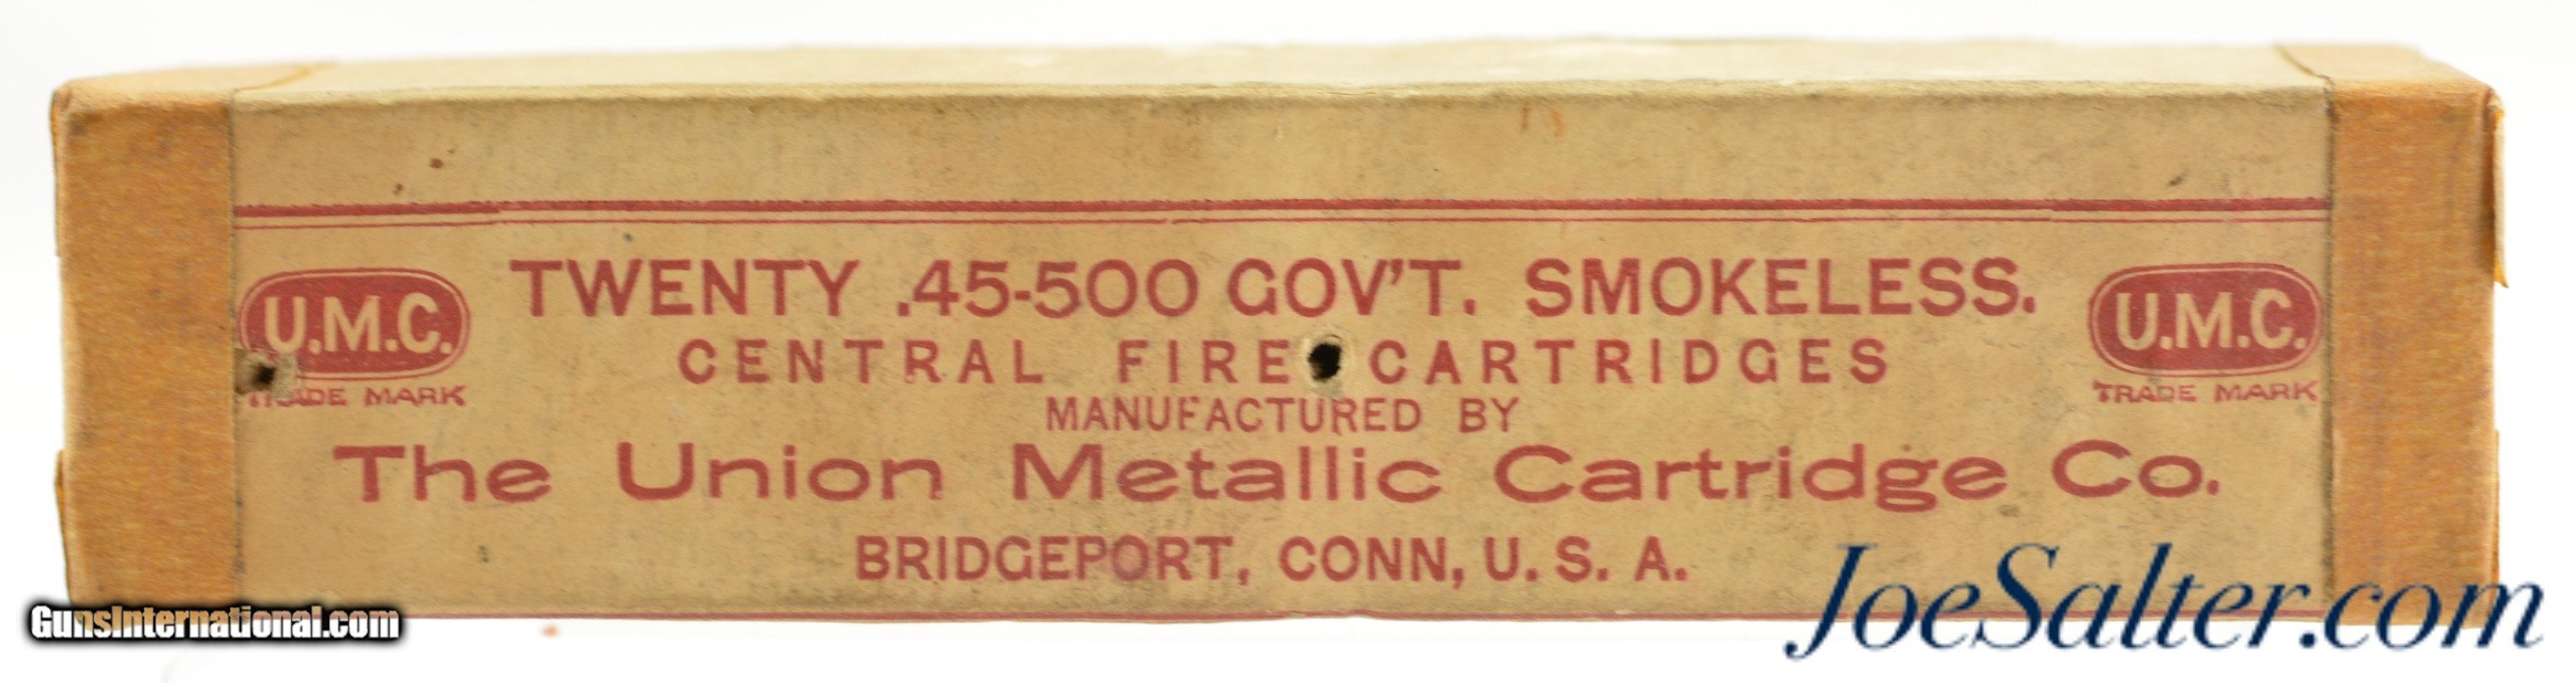 TWENTY .45-500 GOV'T. SMOKELESS.
U.M.C.
TRADE MARK
U.M.C.
TRADE MARK
CENTRAL FIRE CARTRIDGES
MANUFACTURED BY
The Union Metallic Cartridge Co.
BRIDGEPORT, CONN, U. S. A.
GunsInternational.com
JoeSalter.com